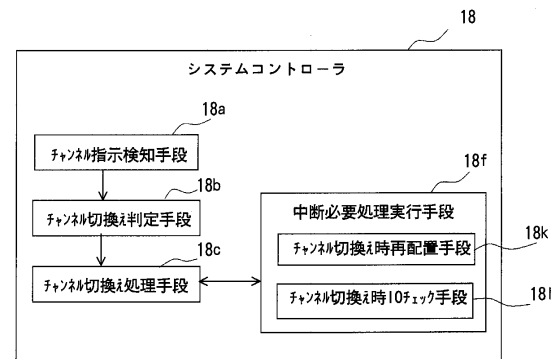 18
システムコントローラ
18a
ﾁｬﾝﾈﾙ指示検知手段
18b
ﾁｬﾝﾈﾙ切換え判定手段
18c
ﾁｬﾝﾈﾙ切換え処理手段
18f
中断必要処理実行手段
18k
ﾁｬﾝﾈﾙ切換え時再配置手段
18l
ﾁｬﾝﾈﾙ切換え時IOﾁｪｯｸ手段